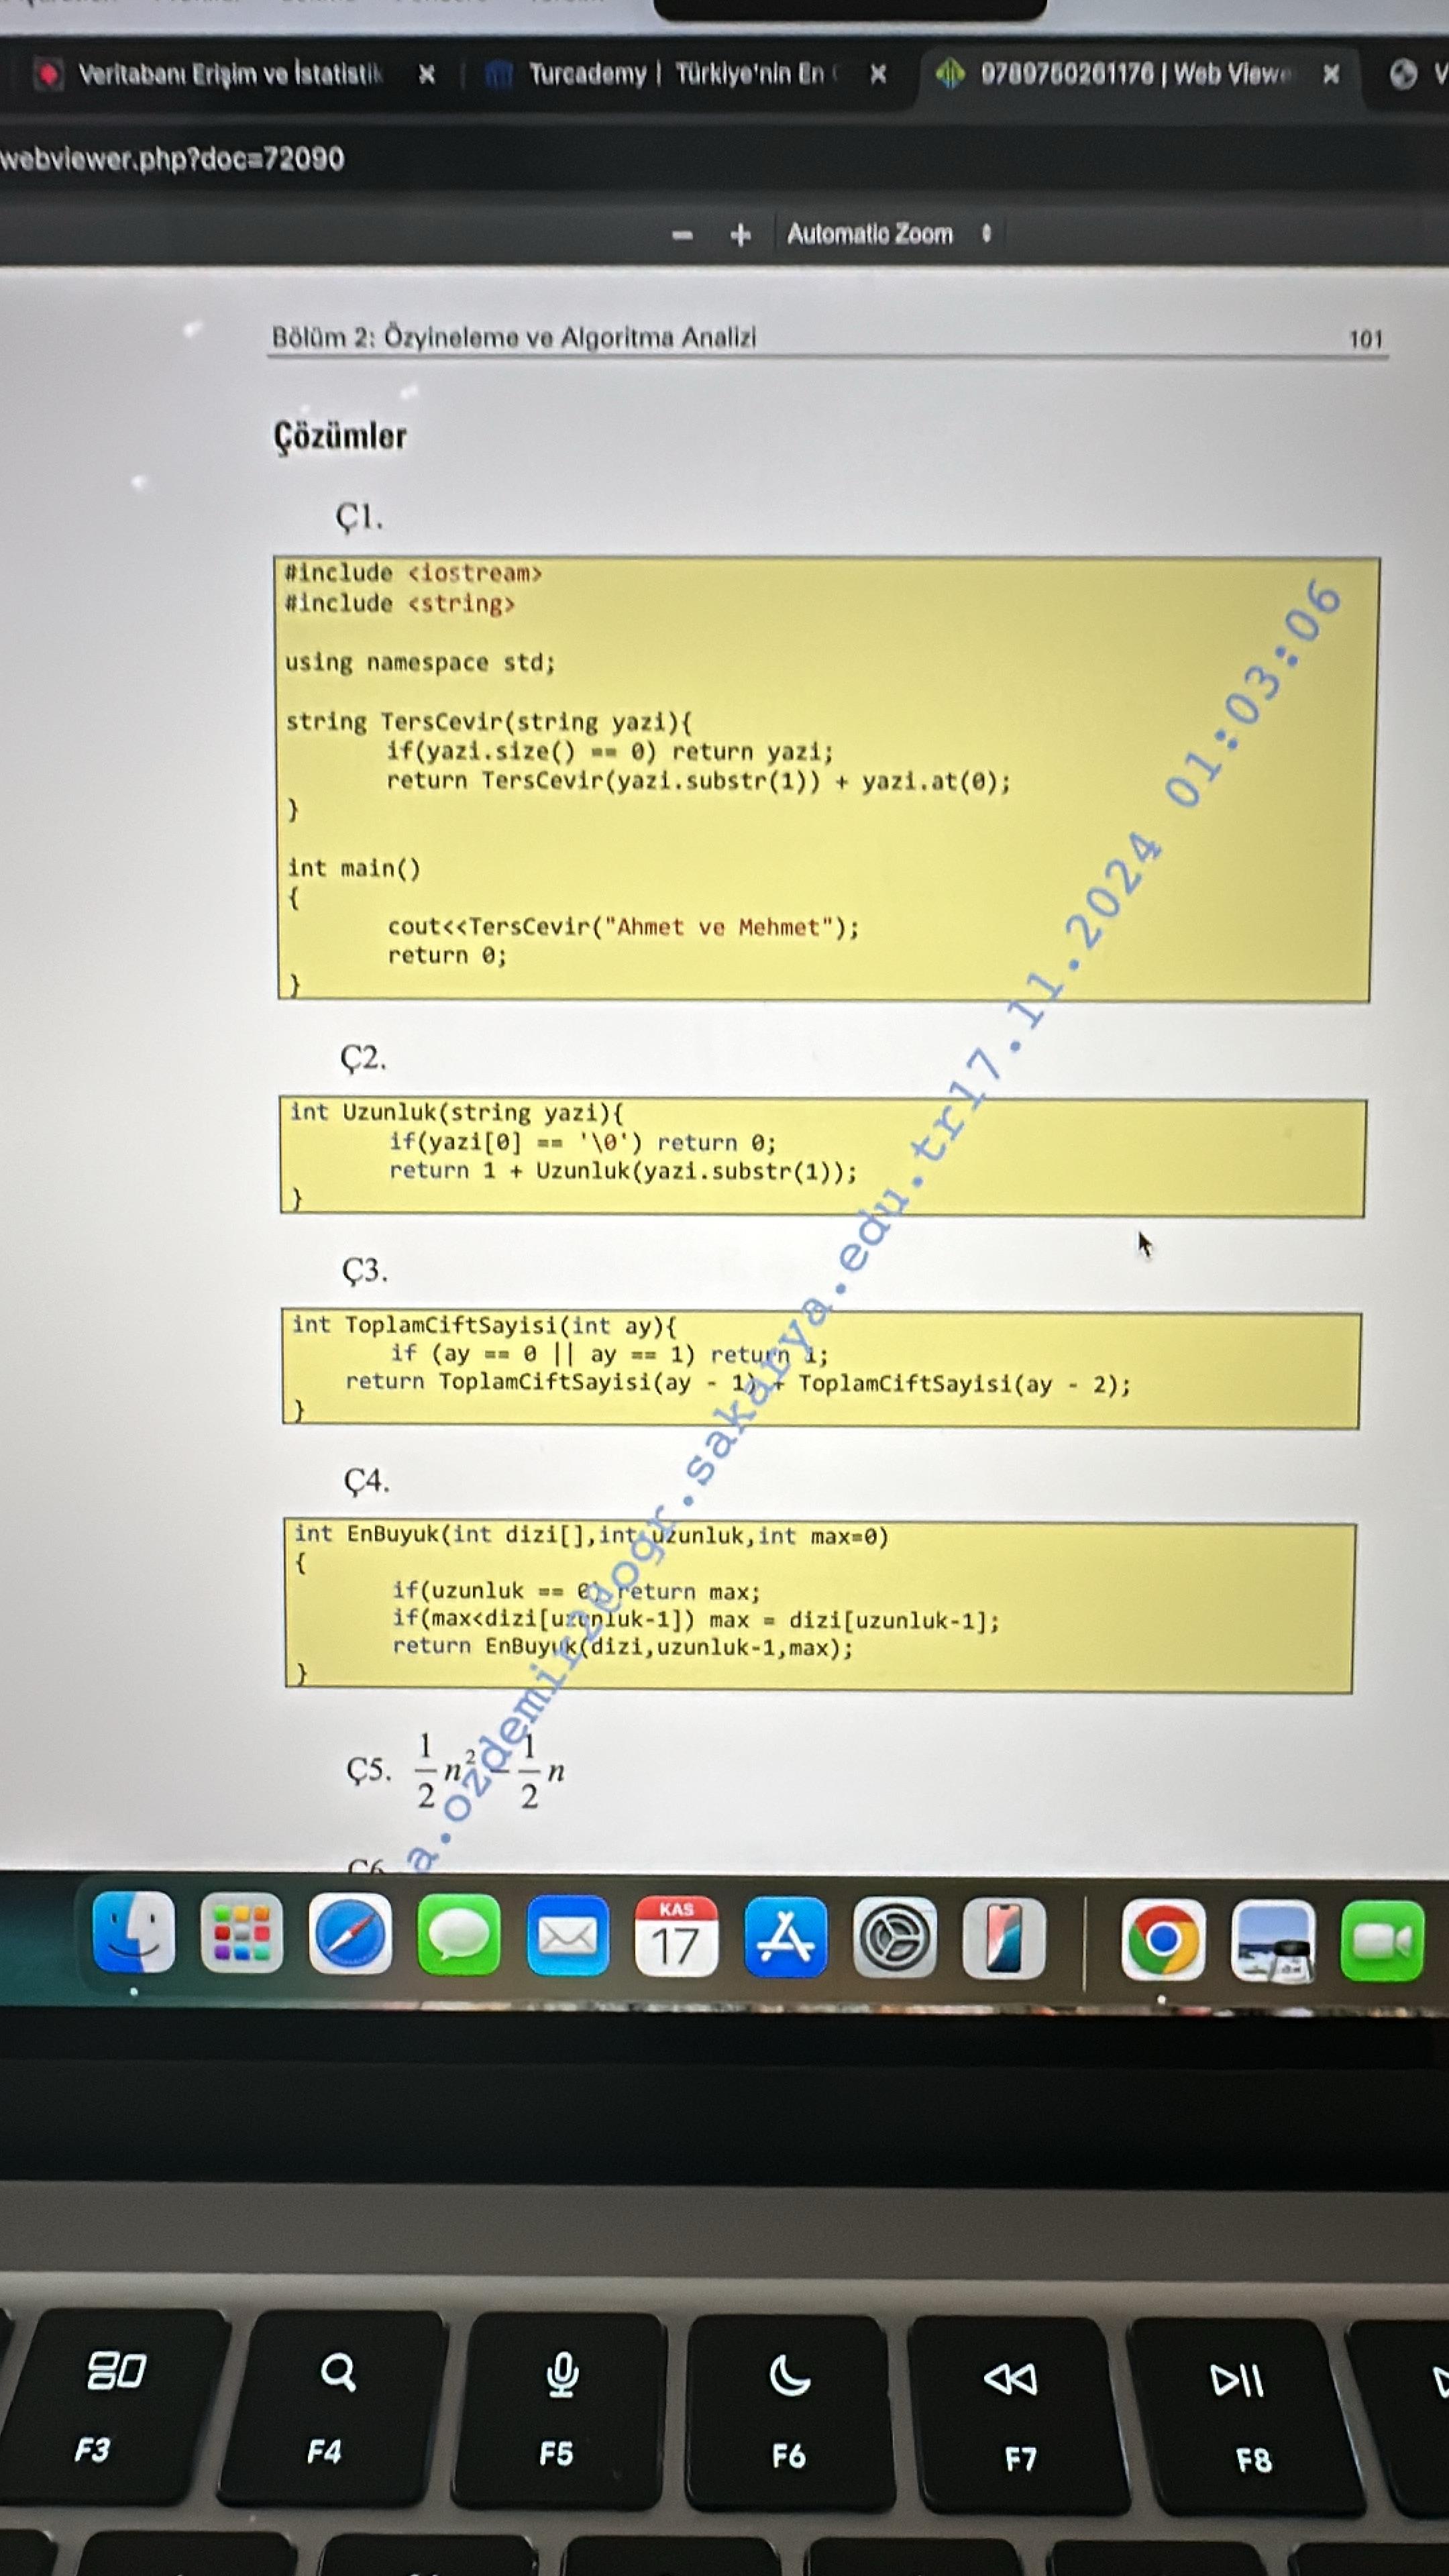 Veritabanı Erişim ve İstatistik
Turcademy | Türkiye'nin En
9789750261176 | Web Viewe
webviewer.php?doc=72090
Automatic Zoom
Bölüm 2: Özyineleme ve Algoritma Analizi 101
Çözümler
Ç1.
#include <iostream>
#include <string>
using namespace std;
string TersCevir(string yazi){
if(yazi.size() == 0) return yazi;
return TersCevir(yazi.substr(1)) + yazi.at(0);
}
int main()
{
cout<<TersCevir("Ahmet ve Mehmet");
return 0;
}
Ç2.
int Uzunluk(string yazi){
if(yazi[0] == '\0') return 0;
return 1 + Uzunluk(yazi.substr(1));
}
Ç3.
int ToplamCiftSayisi(int ay){
if (ay == 0 || ay == 1) return 1;
return ToplamCiftSayisi(ay - 1) + ToplamCiftSayisi(ay - 2);
}
Ç4.
int EnBuyuk(int dizi[],int uzunluk,int max=0)
{
if(uzunluk == 0) return max;
if(max<dizi[uzunluk-1]) max = dizi[uzunluk-1];
return EnBuyuk(dizi,uzunluk-1,max);
}
Ç5. 1/2 n² - 1/2 n
Ç6
.sakarya.edu.tr17.11.2024 01:03:06
KAS
17
F3
F4
F5
F6
F7
F8